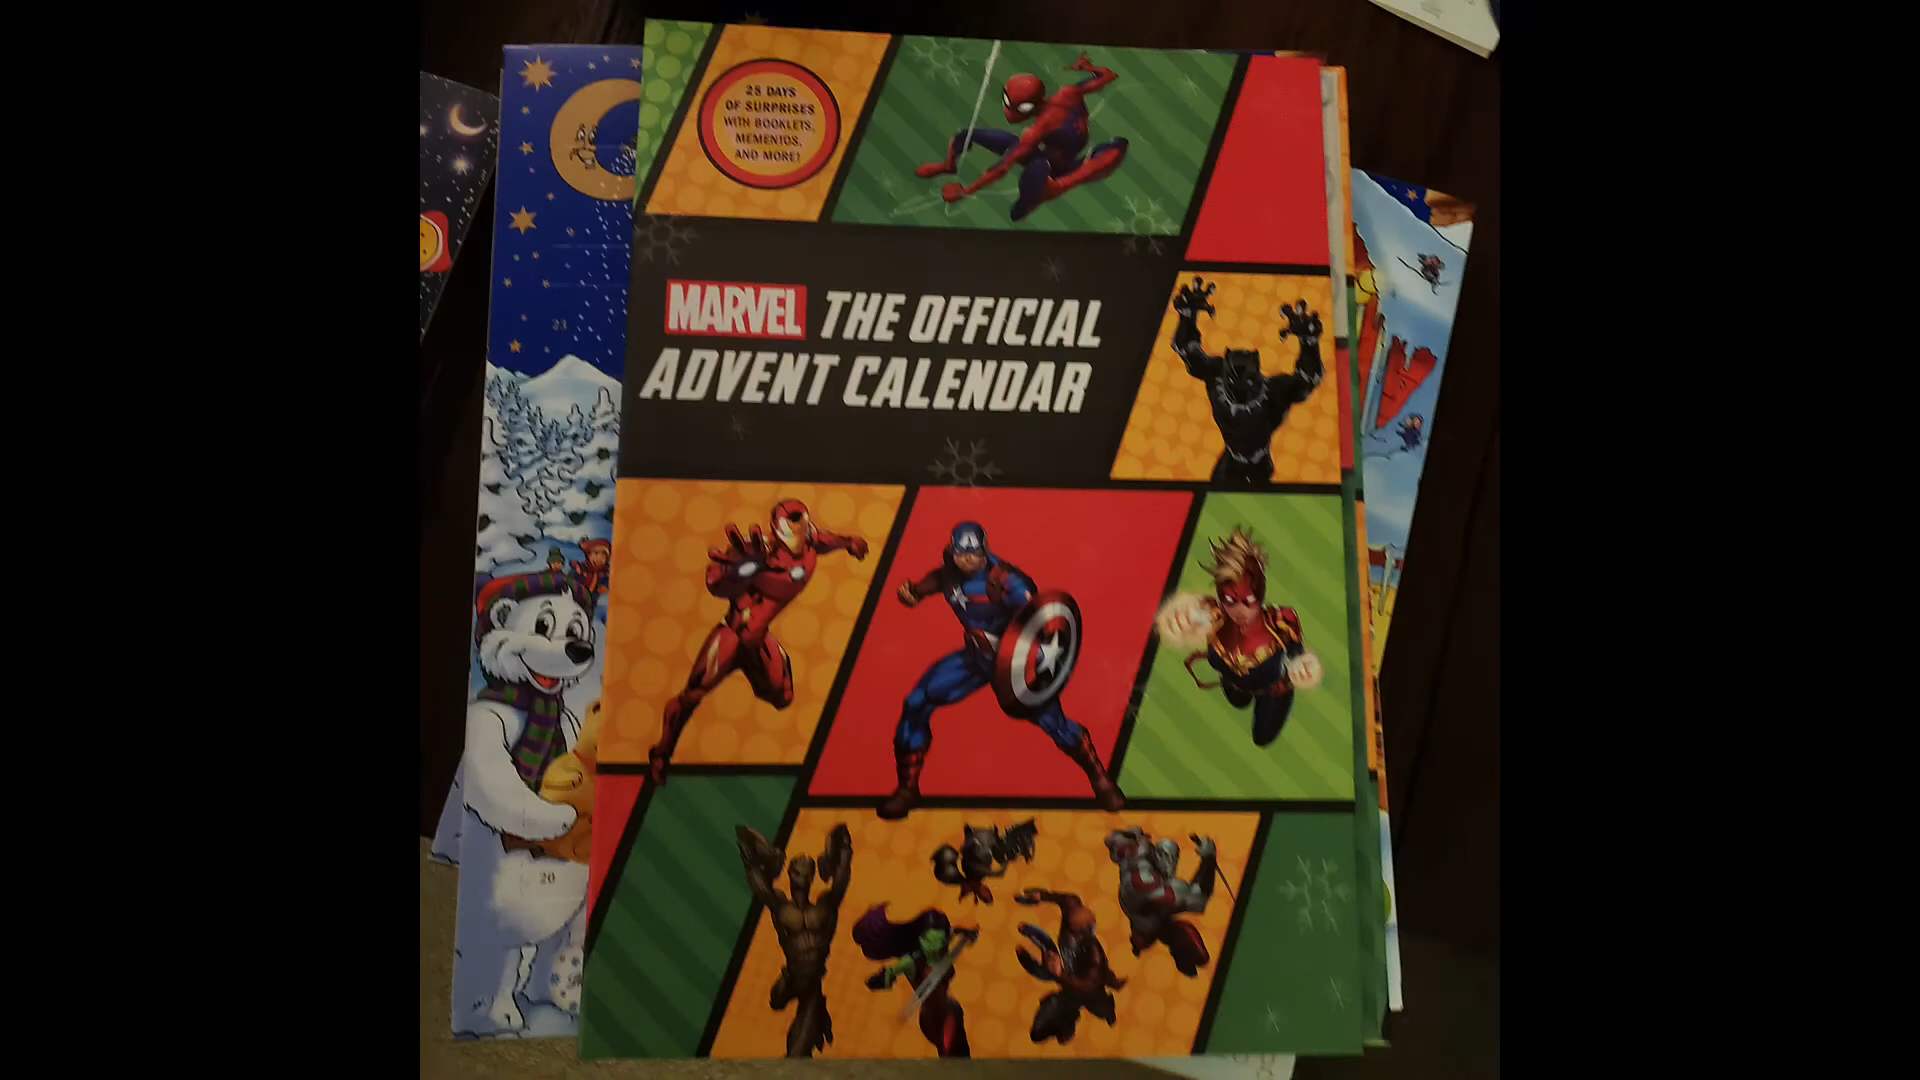 25 DAYS
OF SURPRISES
WITH BOOKLETS,
MEMENTOS,
AND MORE!
MARVEL THE OFFICIAL
ADVENT CALENDAR
23
20